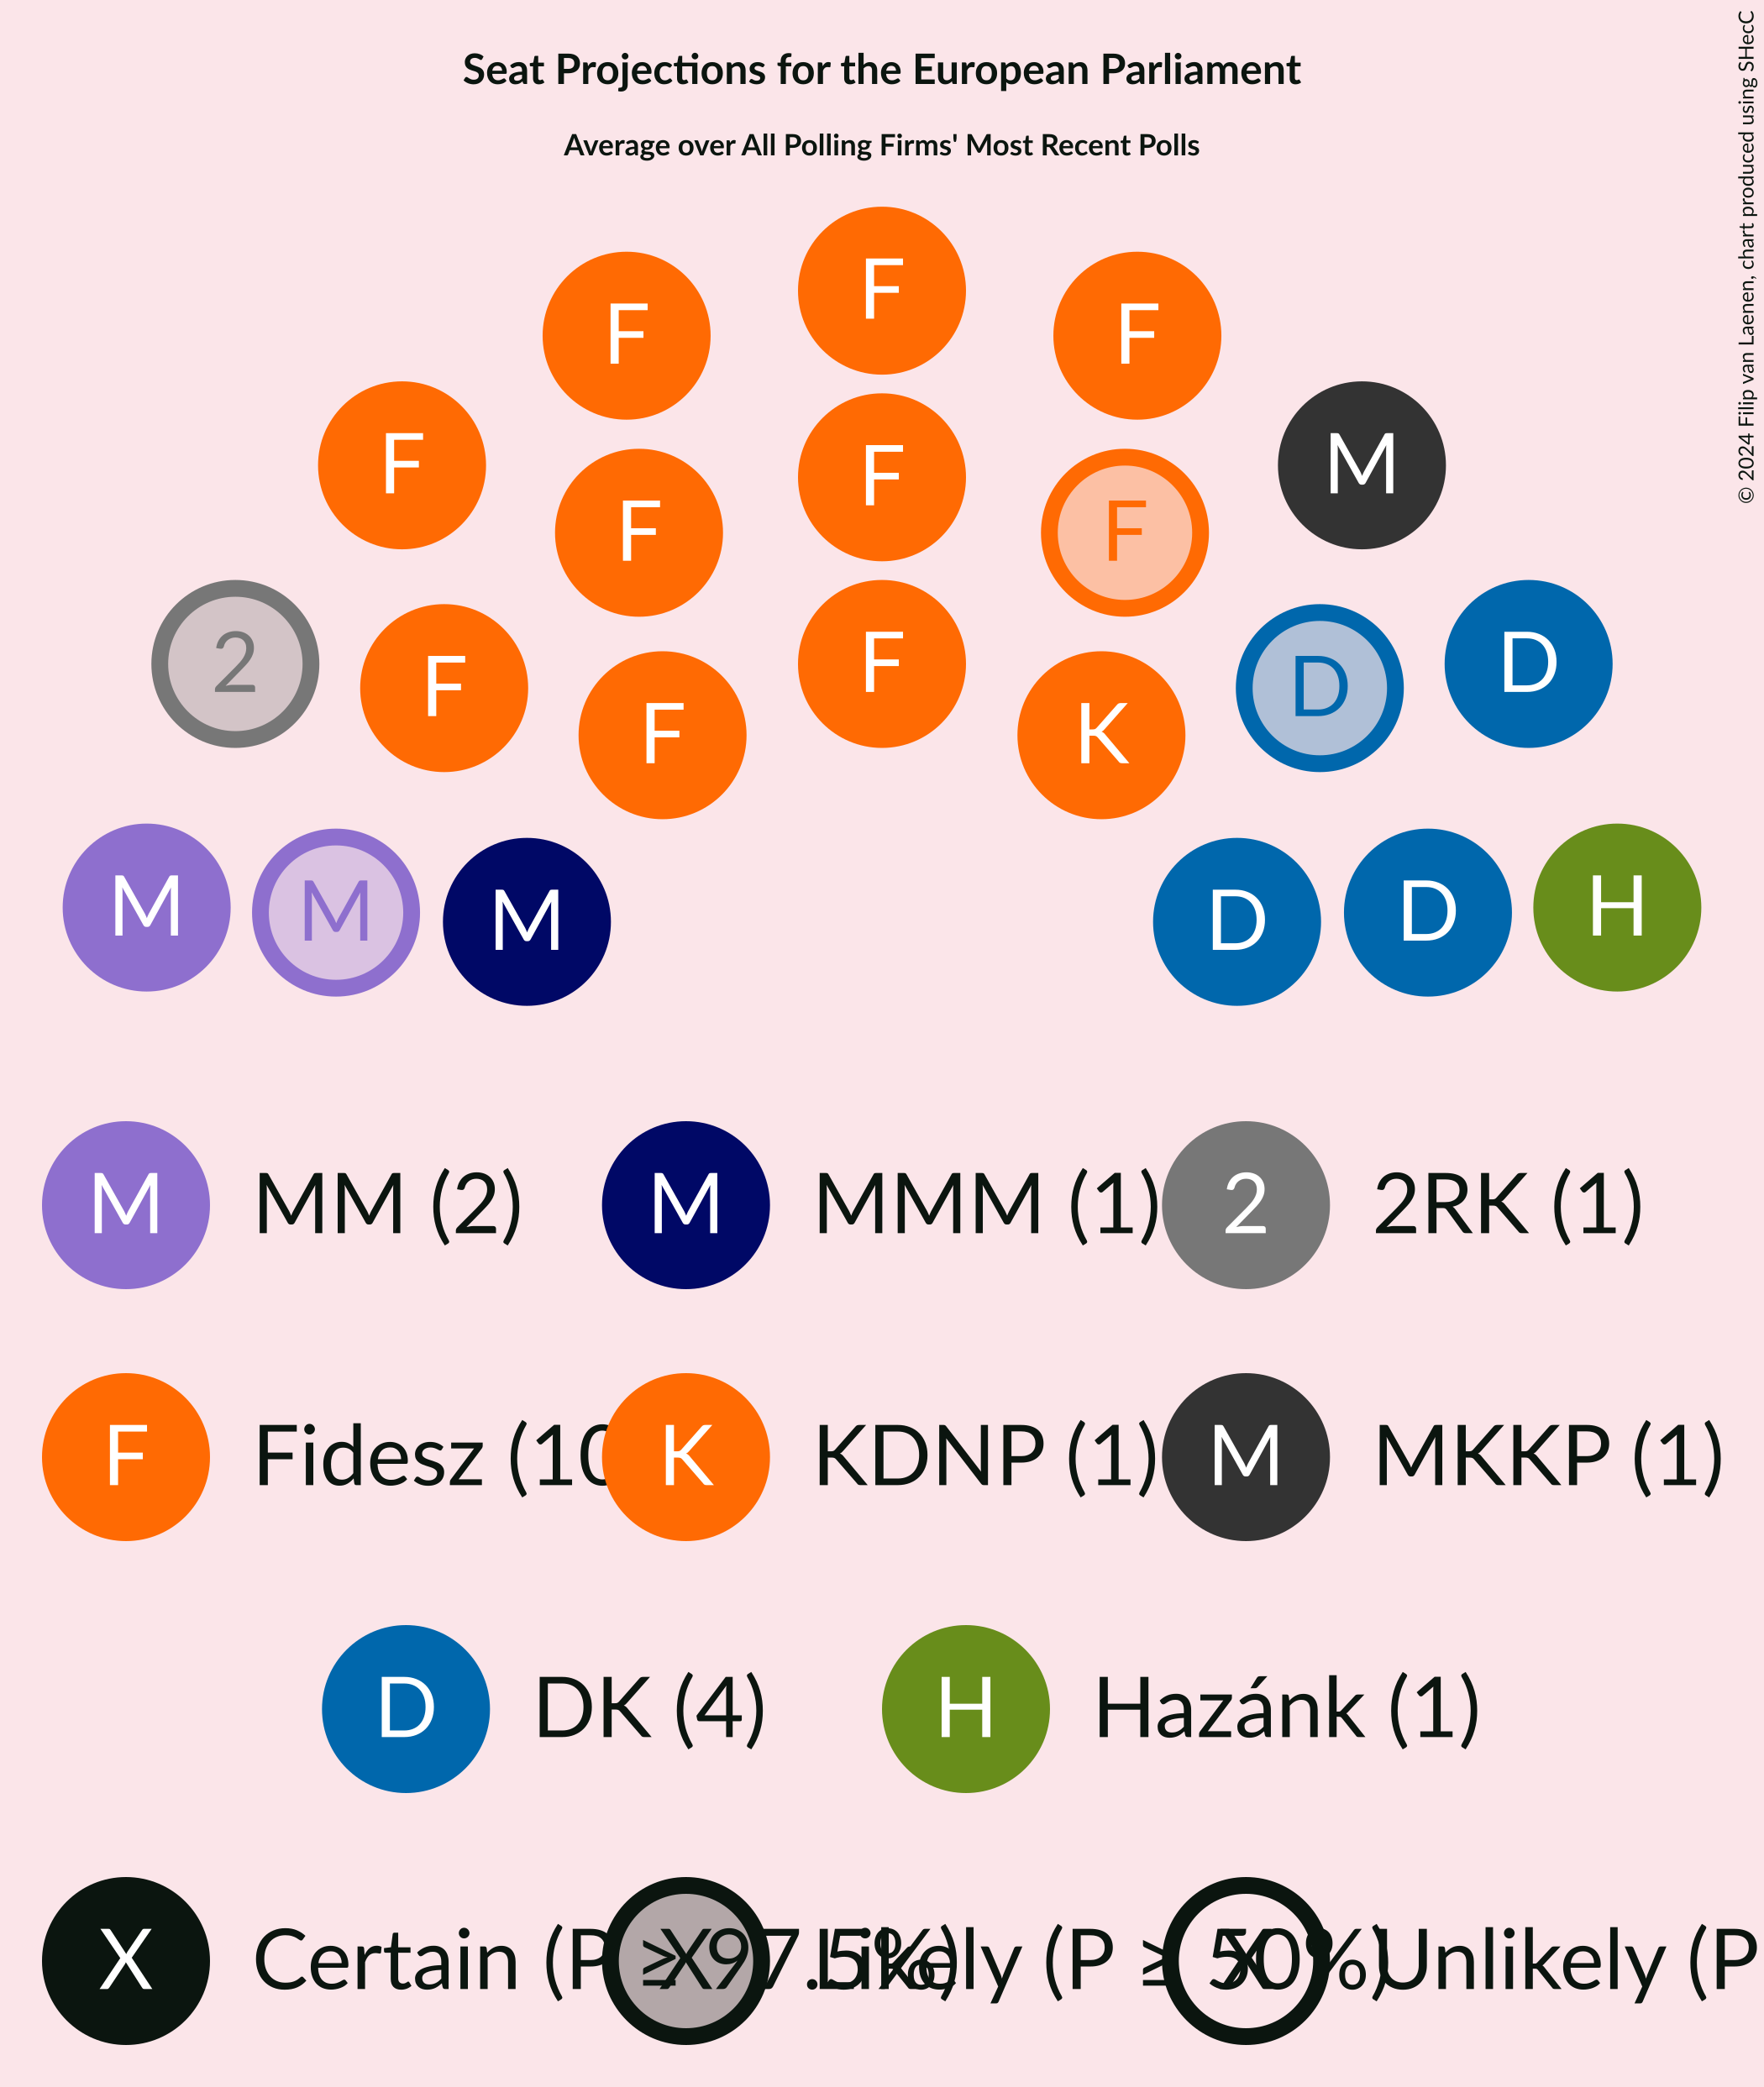 Seat Projections for the European Parliament
Average over All Polling Firms' Most Recent Polls
© 2024 Filip van Laenen, chart produced using SHecC
F
F F
F M
F
F F
2 F D
F D
F K
M M H
M D D
M MM (2) M MMM (1) 2 2RK (1)
F Fidesz (10 K KDNP (1) M MKKP (1)
D DK (4) H Hazánk (1)
X Certain (P ≥ 97.5%) X Likely (P ≥ 50%) X Unlikely (P